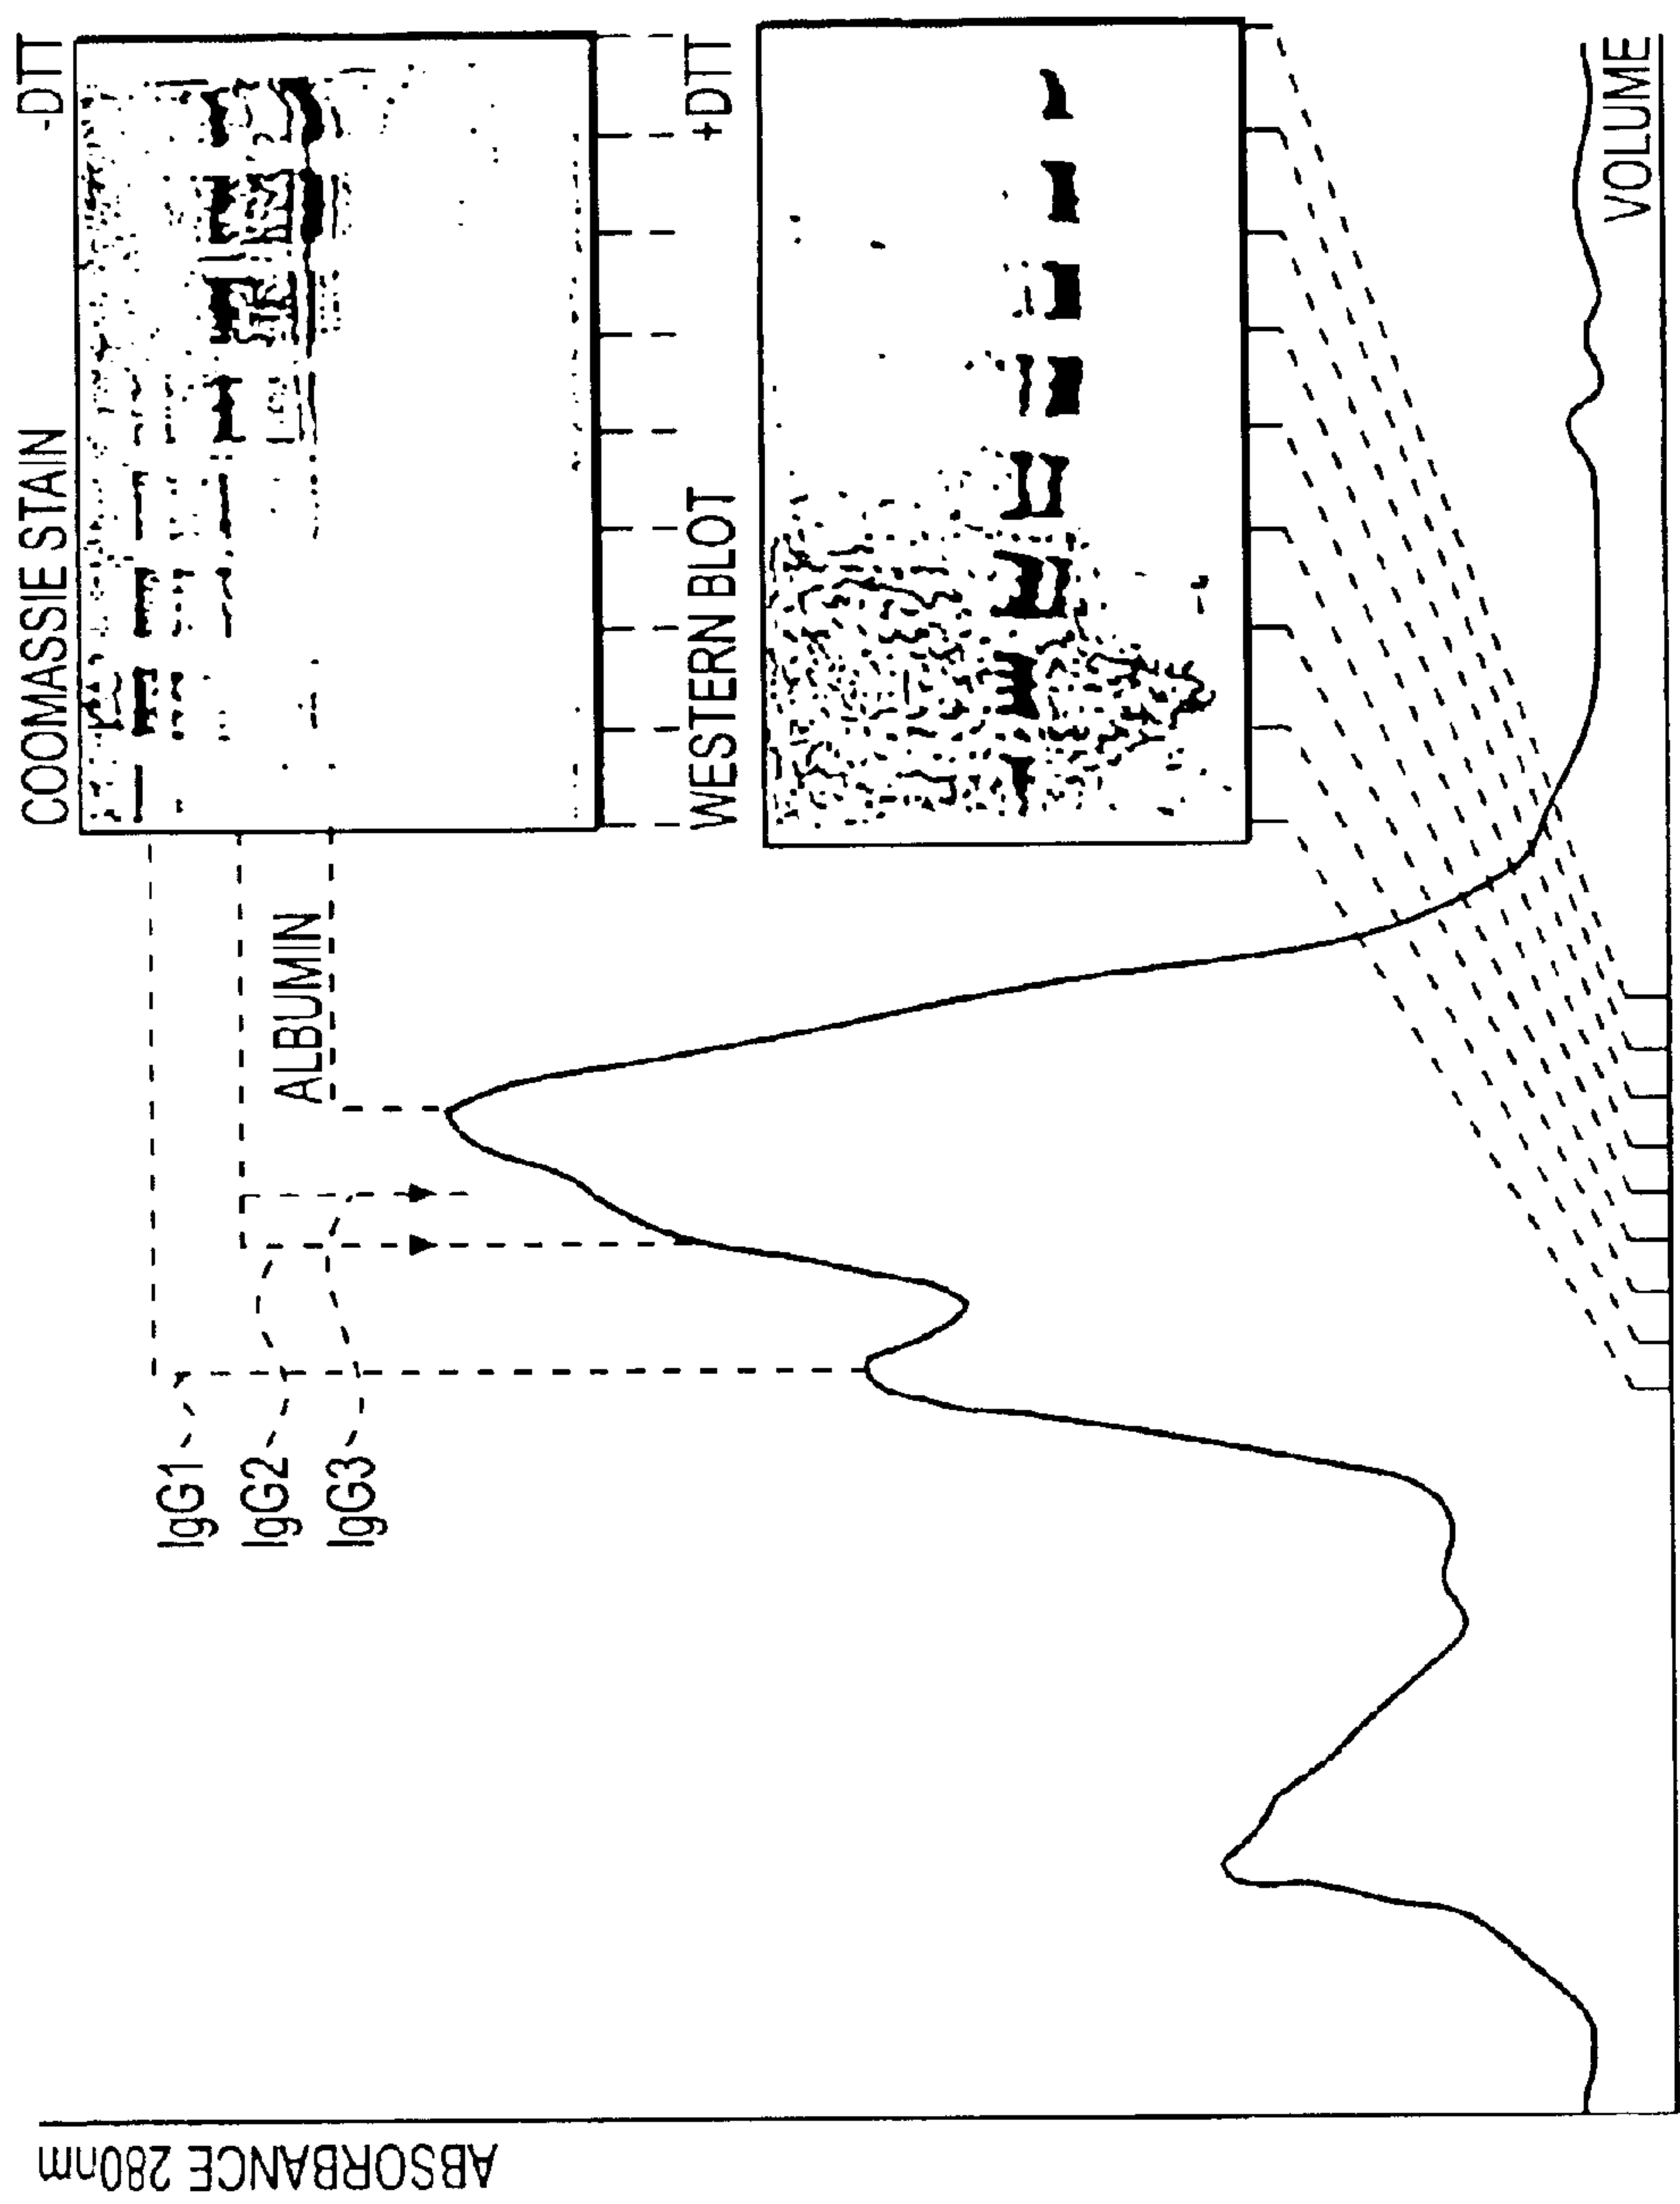 COOMASSIE STAIN
-DTT
WESTERN BLOT
+DTT
ALBUMIN
IgG1
IgG2
IgG3
ABSORBANCE 280nm
VOLUME